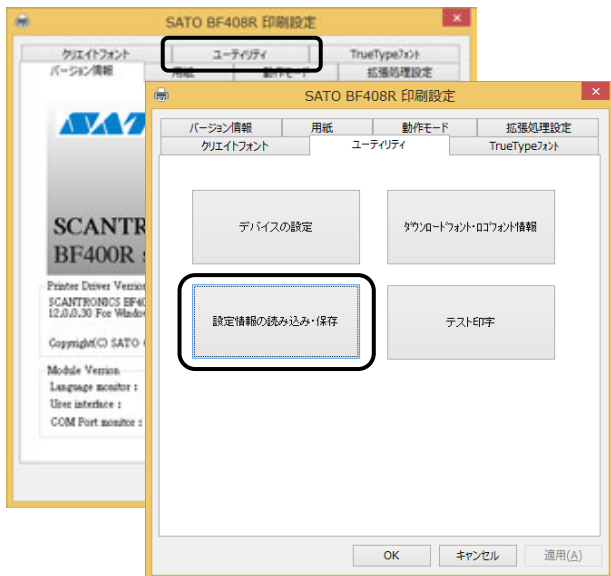 SATO BF408R 印刷設定
クリエイトフォント ユーティリティ TrueTypeフォント
バージョン情報 用紙 動作モード 拡張処理設定
SATO
SCANTR
BF400R
Printer Driver Version
SCANTRONICS BF40
12.0.0.30 For Window
Copyright(C) SATO
Module Version
Language monitor :
User interface :
COM Port monitor :
SATO BF408R 印刷設定
バージョン情報 用紙 動作モード 拡張処理設定
クリエイトフォント ユーティリティ TrueTypeフォント
デバイスの設定 ダウンロードフォント・ロゴフォント情報
設定情報の読み込み・保存 テスト印字
OK キャンセル 適用(A)